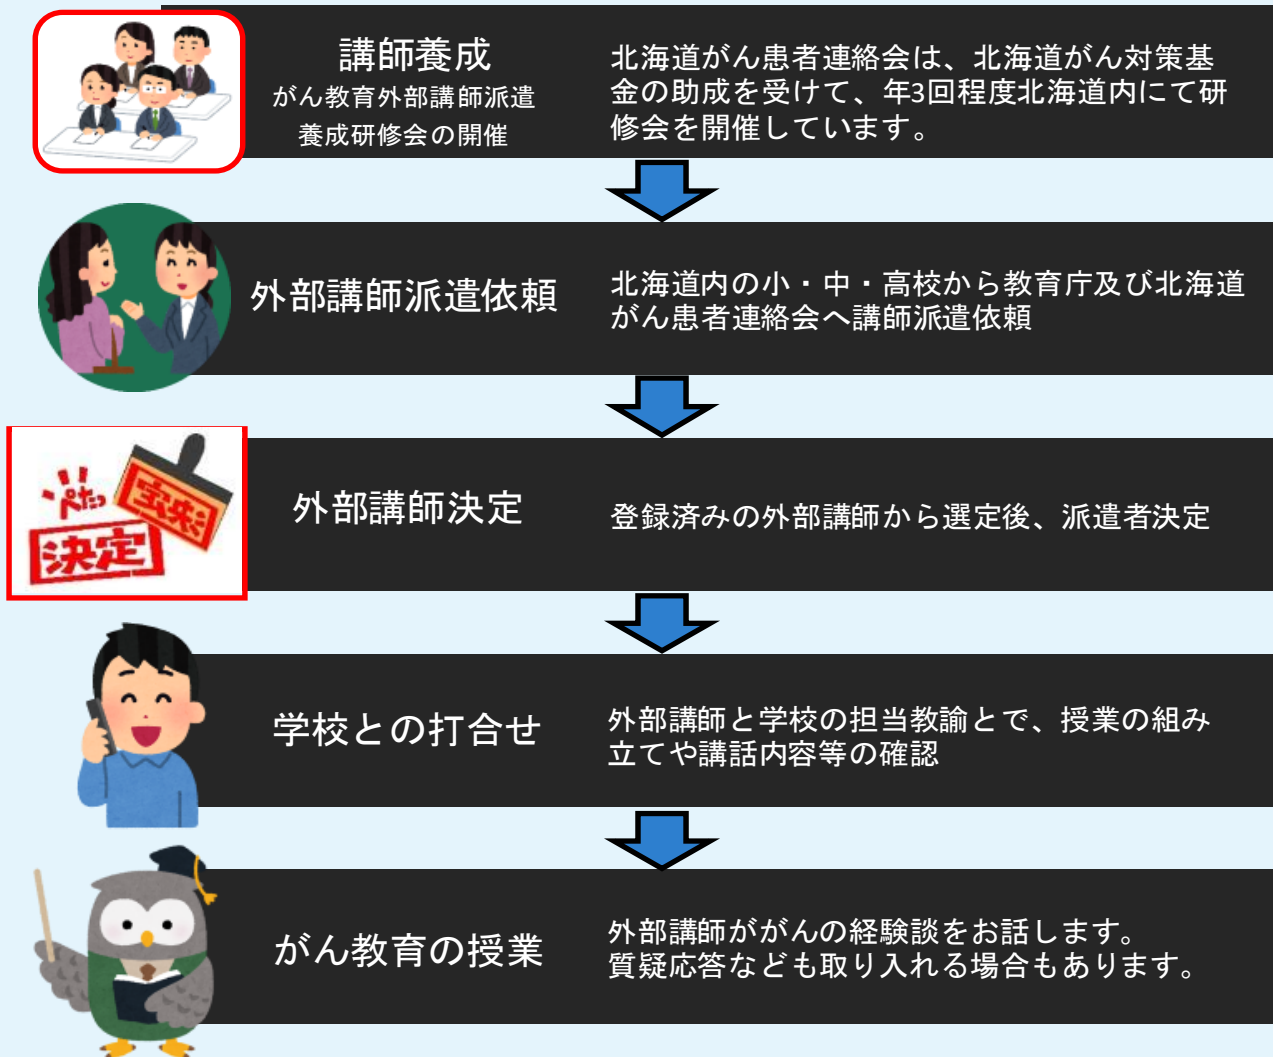 講師養成
がん教育外部講師派遣
養成研修会の開催
北海道がん患者連絡会は、北海道がん対策基
金の助成を受けて、年3回程度北海道内にて研
修会を開催しています。
外部講師派遣依頼
北海道内の小・中・高校から教育庁及び北海道
がん患者連絡会へ講師派遣依頼
ぺたっ
決定
外部講師決定
登録済みの外部講師から選定後、派遣者決定
学校との打合せ
外部講師と学校の担当教諭とで、授業の組み
立てや講話内容等の確認
がん教育の授業
外部講師ががんの経験談をお話します。
質疑応答なども取り入れる場合もあります。